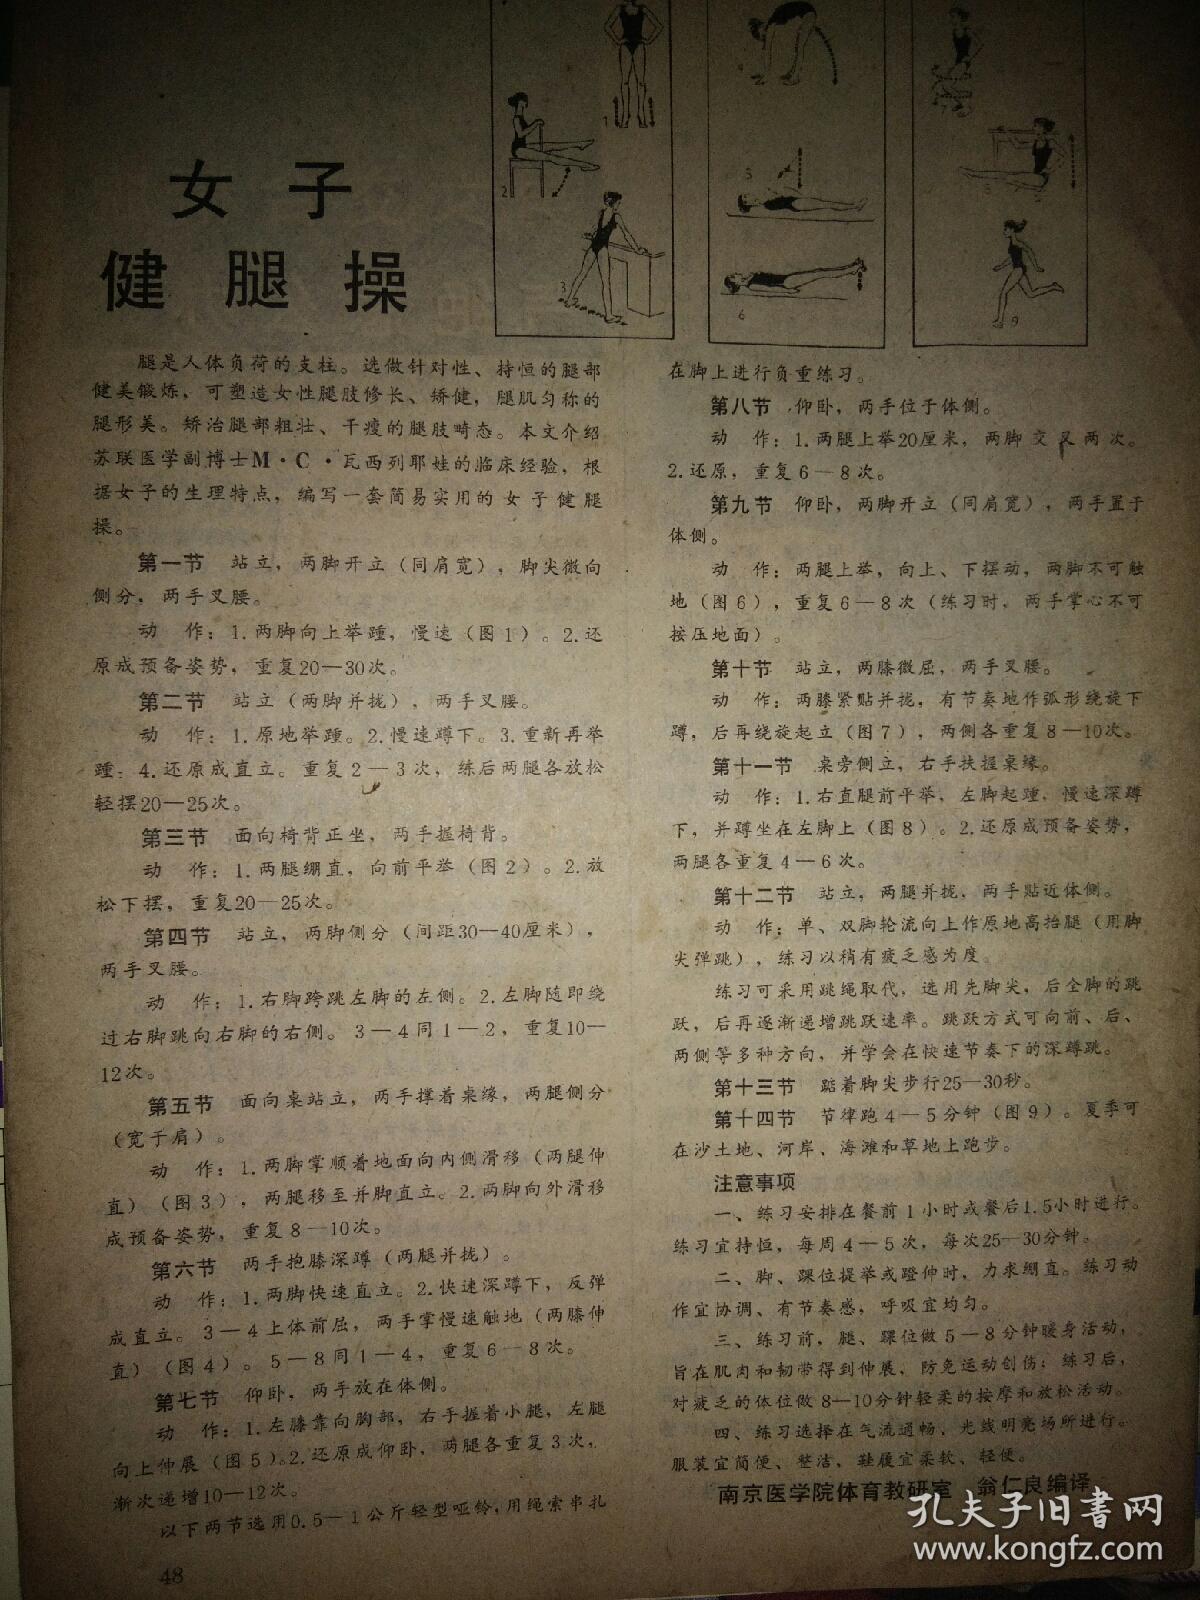 女子
健腿操
1
2
3
5
6
8
9
腿是人体负荷的支柱。选做针对性、持恒的腿部
健美锻炼，可塑造女性腿肢修长、矫健，腿肌匀称的
腿形美。矫治腿部粗壮、干瘦的腿肢畸态。本文介绍
苏联医学副博士M·C·瓦西列耶娃的临床经验，根
据女子的生理特点，编写一套简易实用的女子健腿
操。
第一节 站立，两脚开立（同肩宽），脚尖微向
侧分，两手叉腰。
动 作：1.两脚向上举踵，慢速（图1）。2.还
原成预备姿势，重复20—30次。
第二节 站立（两脚并拢），两手叉腰。
动 作：1.原地举踵。2.慢速蹲下。3.重新再举
踵；4.还原成直立。重复2—3次，练后两腿各放松
轻摆20—25次。
第三节 面向椅背正坐，两手握椅背。
动 作：1.两腿绷直，向前平举（图2）。2.放
松下摆，重复20—25次。
第四节 站立，两脚侧分（间距30—40厘米），
两手叉腰。
动 作：1.右脚跨跳左脚的左侧。2.左脚随即绕
过右脚跳向右脚的右侧。3—4同1—2，重复10—
12次。
第五节 面向桌站立，两手撑着桌缘，两腿侧分
（宽于肩）。
动 作：1.两脚掌顺着地面向内侧滑移（两腿伸
直）（图3），两腿移至并脚直立。2.两脚向外滑移
成预备姿势，重复8—10次。
第六节 两手抱膝深蹲（两腿并拢）。
动 作：1.两脚快速直立。2.快速深蹲下，反弹
成直立。3—4上体前屈，两手掌慢速触地（两膝伸
直）（图4）。5—8同1—4，重复6—8次。
第七节 仰卧，两手放在体侧。
动 作：1.左膝靠向胸部，右手握着小腿，左腿
向上伸展（图5）。2.还原成仰卧，两腿各重复3次，
渐次递增10—12次。
以下两节选用0.5—1公斤轻型哑铃，用绳索串扎
48
在脚上进行负重练习。
第八节 仰卧，两手位于体侧。
动 作：1.两腿上举20厘米，两脚交叉两次。
2.还原，重复6—8次。
第九节 仰卧，两脚开立（同肩宽），两手置于
体侧。
动 作：两腿上举，向上、下摆动，两脚不可触
地（图6），重复6—8次（练习时，两手掌心不可
按压地面）。
第十节 站立，两膝微屈，两手叉腰。
动 作：两膝紧贴并拢，有节奏地作弧形绕旋下
蹲，后再绕旋起立（图7），两侧各重复8—10次。
第十一节 桌旁侧立，右手扶握桌缘。
动 作：1.右直腿前平举，左脚起踵，慢速深蹲
下，并蹲坐在左脚上（图8）。2.还原成预备姿势，
两腿各重复4—6次。
第十二节 站立，两腿并拢，两手贴近体侧。
动 作：单、双脚轮流向上作原地高抬腿（用脚
尖弹跳），练习以稍有疲乏感为度。
练习可采用跳绳取代，选用先脚尖，后全脚的跳
跃，后再逐渐递增跳跃速率。跳跃方式可向前、后、
两侧等多种方向，并学会在快速节奏下的深蹲跳。
第十三节 踮着脚尖步行25—30秒。
第十四节 节律跑4—5分钟（图9）。夏季可
在沙土地、河岸、海滩和草地上跑步。
注意事项
一、练习安排在餐前1小时或餐后1.5小时进行。
练习宜持恒，每周4—5次，每次25—30分钟。
二、脚、踝位提举或蹬伸时，力求绷直。练习动
作宜协调、有节奏感，呼吸宜均匀。
三、练习前，腿、踝位做5—8分钟暖身活动，
旨在肌肉和韧带得到伸展，防免运动创伤；练习后，
对疲乏的体位做8—10分钟轻柔的按摩和放松活动。
四、练习选择在气流通畅、光线明亮场所进行。
服装宜简便、整洁，鞋履宜柔软、轻便。
南京医学院体育教研室 翁仁良编译
孔夫子旧书网
www.kongfz.com